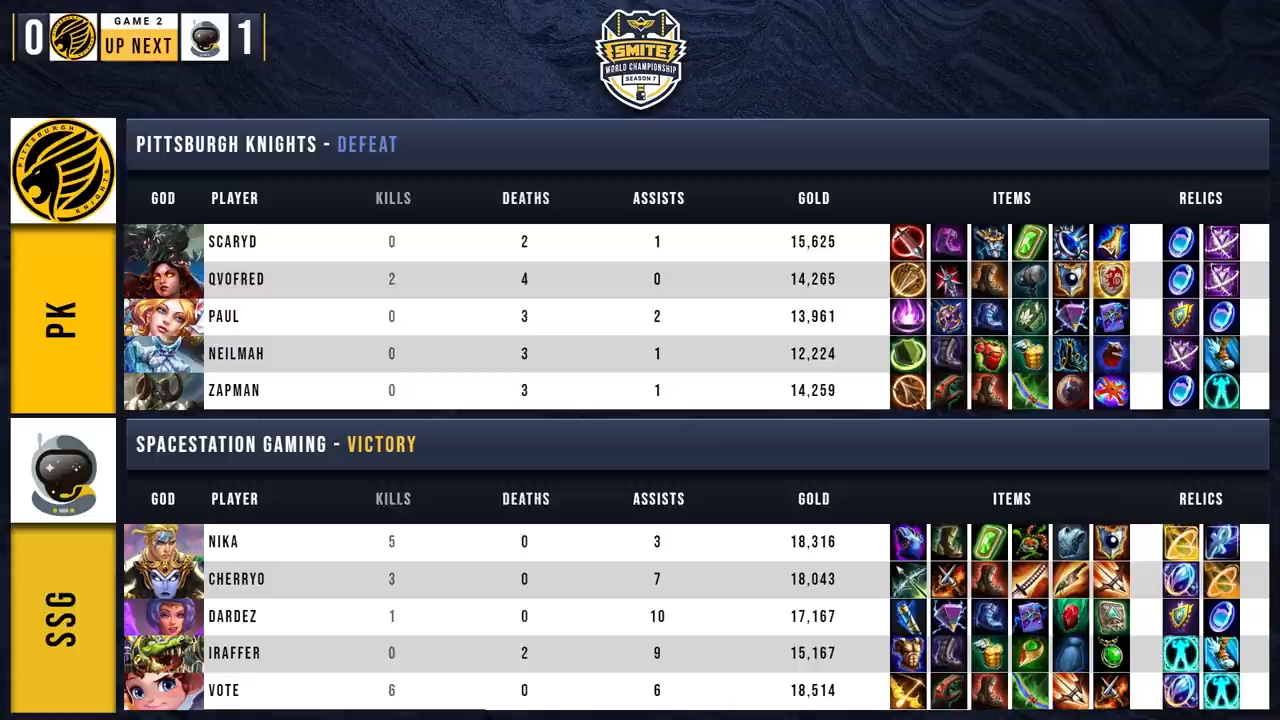 0 GAME 2 UP NEXT 1
SMITE
WORLD CHAMPIONSHIP
SEASON 7
PITTSBURGH
KNIGHTS
PITTSBURGH KNIGHTS - DEFEAT
GOD PLAYER KILLS DEATHS ASSISTS GOLD ITEMS RELICS
PK
SCARYD 0 2 1 15,625
QVOFRED 2 4 0 14,265
PAUL 0 3 2 13,961
NEILMAH 0 3 1 12,224
ZAPMAN 0 3 1 14,259
SPACESTATION GAMING - VICTORY
GOD PLAYER KILLS DEATHS ASSISTS GOLD ITEMS RELICS
SSG
NIKA 5 0 3 18,316
CHERRYO 3 0 7 18,043
DARDEZ 1 0 10 17,167
IRAFFER 0 2 9 15,167
VOTE 6 0 6 18,514